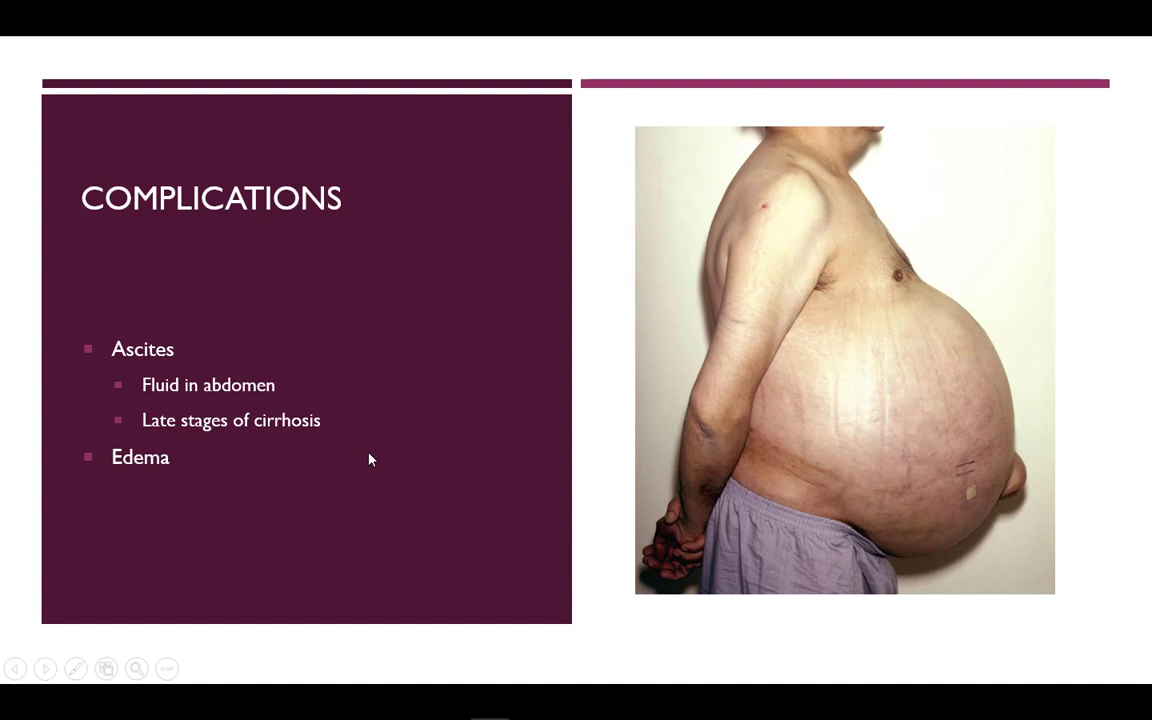 COMPLICATIONS
Ascites
Fluid in abdomen
Late stages of cirrhosis
Edema